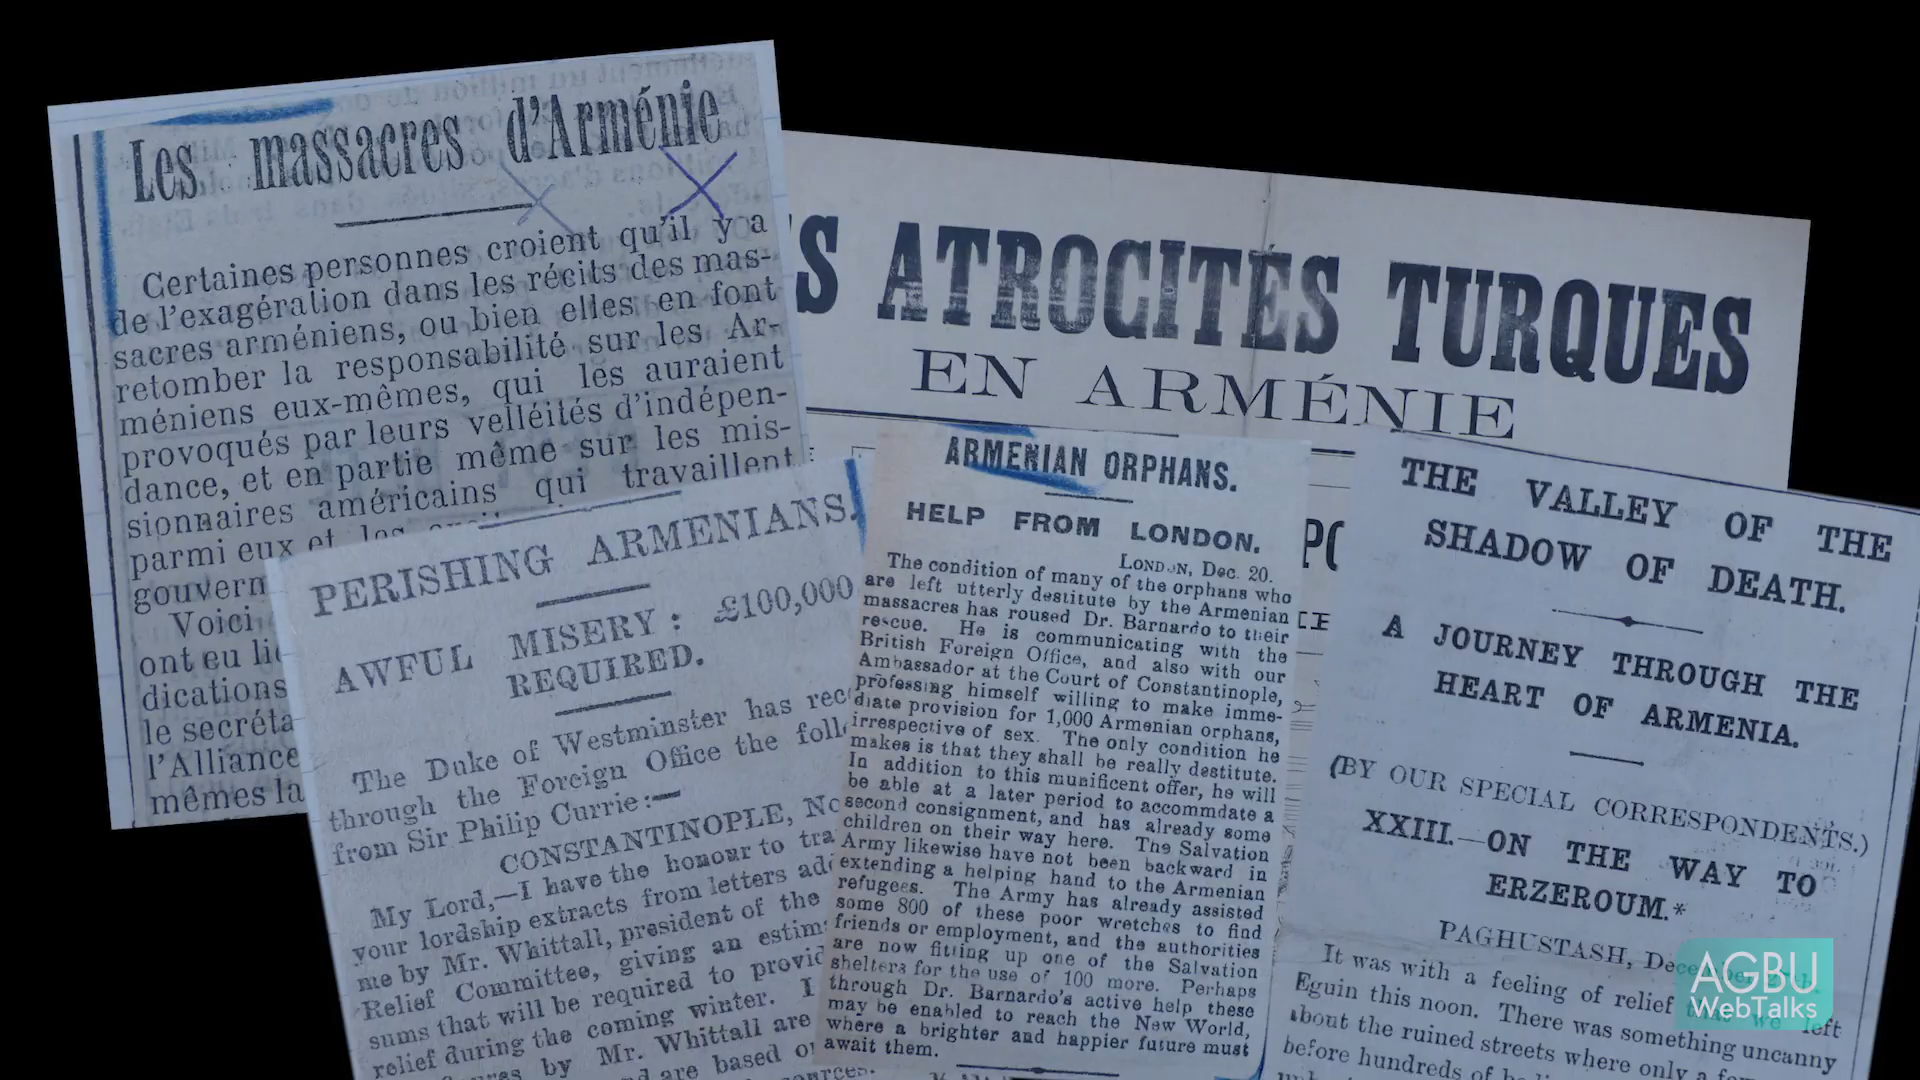 Les massacres d'Arménie
Certaines personnes croient qu'il y a
de l'exagération dans les récits des mas-
sacres arméniens, ou bien elles en font
retomber la responsabilité sur les Ar-
méniens eux-mêmes, qui les auraient
provoqués par leurs velléités d'indépen-
dance, et en partie même sur les mis-
sionnaires américains qui travaillent
parmi eux et les
gouvern
Voici
ont eu lie
dications
le secréta
l'Alliance
mêmes la
S ATROCITÉS TURQUES
EN ARMÉNIE
PERISHING ARMENIANS.
AWFUL MISERY: £100,000
REQUIRED.
The Duke of Westminster has rec
through the Foreign Office the foll
from Sir Philip Currie:—
CONSTANTINOPLE, No
My Lord,—I have the honour to tra
your lordship extracts from letters add
me by Mr. Whittall, president of the
Relief Committee, giving an estim
sums that will be required to provid
relief during the coming winter. I
by Mr. Whittall are
are based o
ARMENIAN ORPHANS.
HELP FROM LONDON.
LONDON, Dec. 20.
The condition of many of the orphans who
are left utterly destitute by the Armenian
massacres has roused Dr. Barnardo to their
rescue. He is communicating with the
British Foreign Office, and also with our
Ambassador at the Court of Constantinople,
professing himself willing to make imme-
diate provision for 1,000 Armenian orphans,
irrespective of sex. The only condition he
makes is that they shall be really destitute.
In addition to this munificent offer, he will
be able at a later period to accommdate a
second consignment, and has already some
children on their way here. The Salvation
Army likewise have not been backward in
extending a helping hand to the Armenian
refugees. The Army has already assisted
some 800 of these poor wretches to find
friends or employment, and the authorities
are now fitting up one of the Salvation
shelters for the use of 100 more. Perhaps
through Dr. Barnardo's active help these
may be enabled to reach the New World,
where a brighter and happier future must
await them.
THE VALLEY OF THE
SHADOW OF DEATH.
A JOURNEY THROUGH THE
HEART OF ARMENIA.
(BY OUR SPECIAL CORRESPONDENTS.)
XXIII.—ON THE WAY TO
ERZEROUM.*
PAGHUSTASH, December
It was with a feeling of relief that we left
Eguin this noon. There was something uncanny
about the ruined streets where only a few
before hundreds of
AGBU
WebTalks